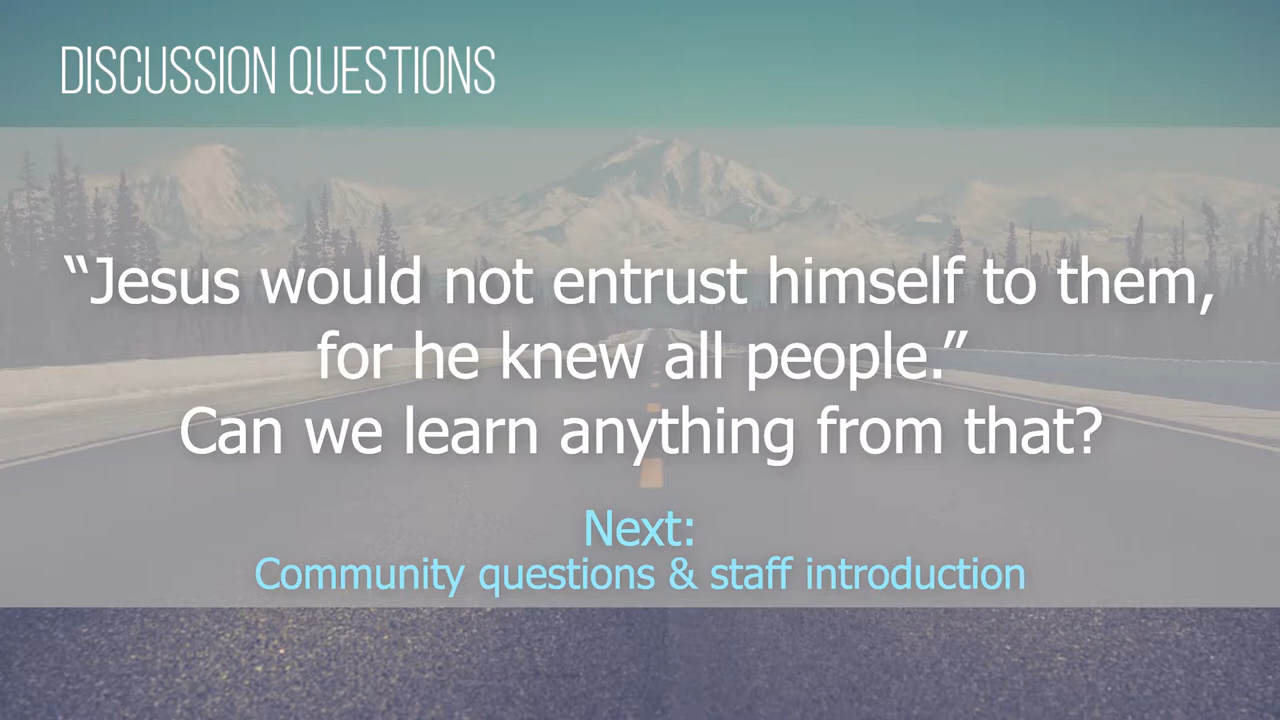 DISCUSSION QUESTIONS
“Jesus would not entrust himself to them,
for he knew all people.”
Can we learn anything from that?
Next:
Community questions & staff introduction